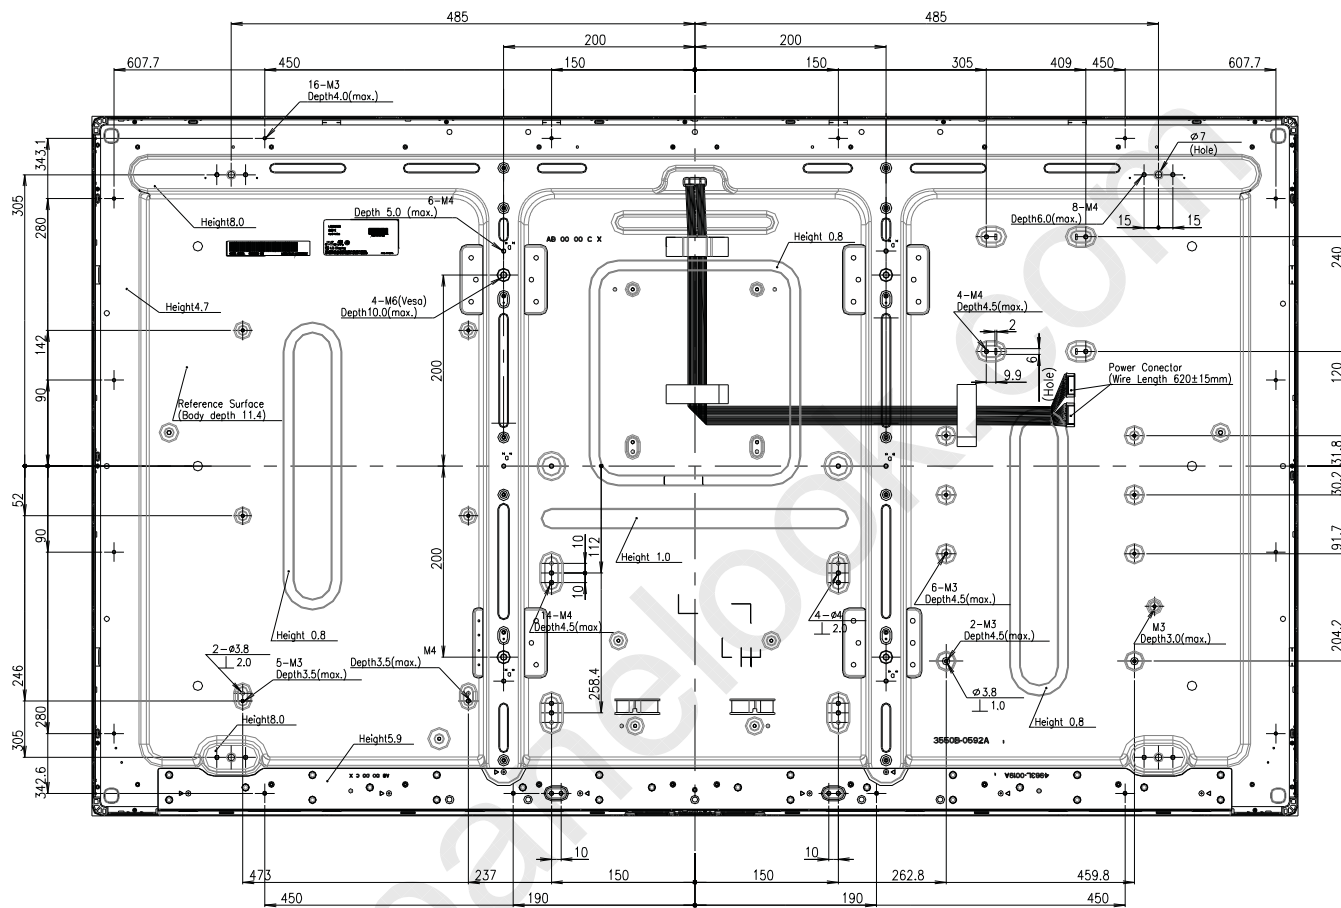 485
485
200
200
607.7
450
150
150
305
409
450
607.7
16-M3
Depth4.0(max.)
343.1
305
280
142
90
52
90
246
280
305
342.6
Height8.0
6-M4
Depth 5.0 (max.)
AB 00 00 C X
Height 0.8
ø7
(Hole)
8-M4
Depth6.0(max.)
15
15
240
Height4.7
4-M6(Vesa)
Depth10.0(max.)
4-M4
Depth4.5(max.)
2
6
(Hole)
9.9
120
Power Conector
(Wire Length 620±15mm)
Reference Surface
(Body depth 11.4)
200
200
31.8
30.2
91.7
204.2
10
112
10
Height 1.0
14-M4
Depth4.5(max)
4-ø4
2.0
6-M3
Depth4.5(max.)
2-M3
Depth4.5(max.)
M3
Depth3.0(max.)
Height 0.8
2-ø3.8
2.0
5-M3
Depth3.5(max.)
M4
Depth3.5(max.)
258.4
ø3.8
1.0
Height 0.8
Height8.0
Height5.9
3550B-0592A
AB 00 00 C X
4963L-0019A
10
10
473
237
150
150
262.8
459.8
450
190
190
450
panelook.com